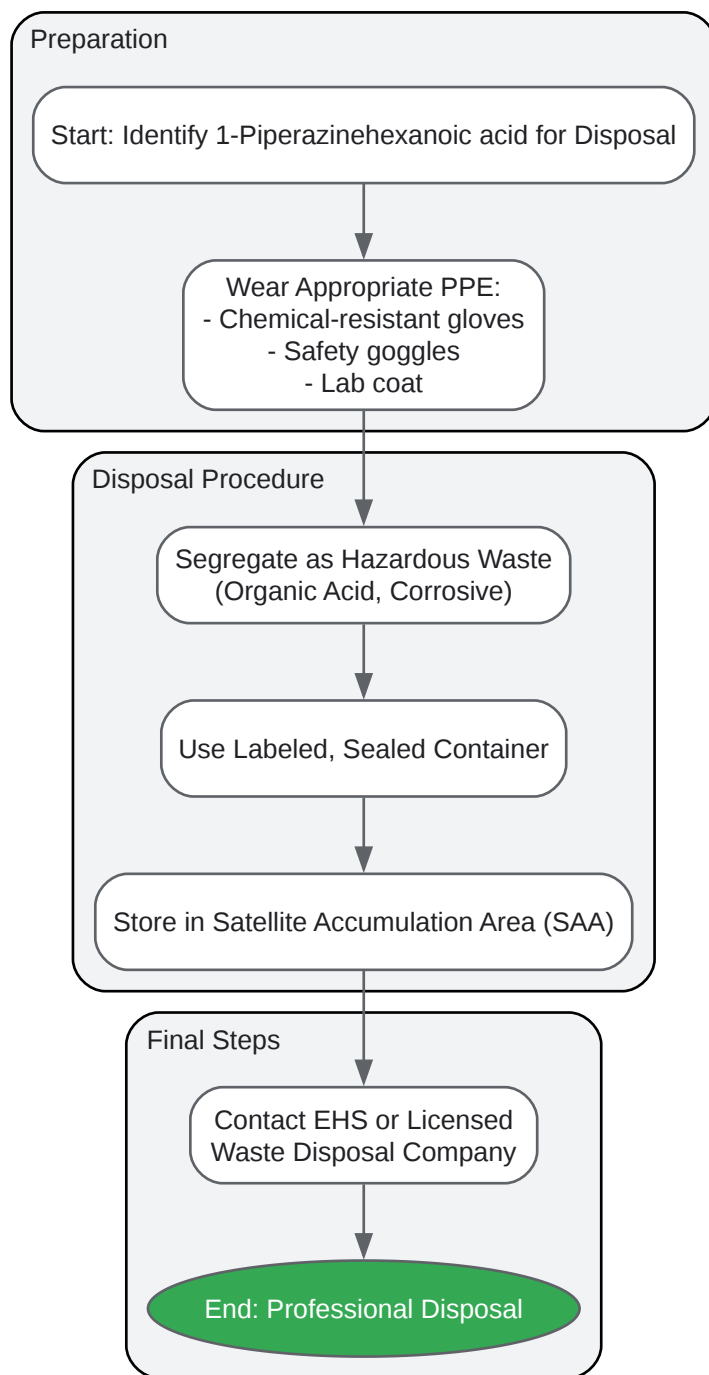 Preparation
Start: Identify 1-Piperazinehexanoic acid for Disposal
Wear Appropriate PPE:
- Chemical-resistant gloves
- Safety goggles
- Lab coat
Disposal Procedure
Segregate as Hazardous Waste
(Organic Acid, Corrosive)
Use Labeled, Sealed Container
Store in Satellite Accumulation Area (SAA)
Final Steps
Contact EHS or Licensed
Waste Disposal Company
End: Professional Disposal